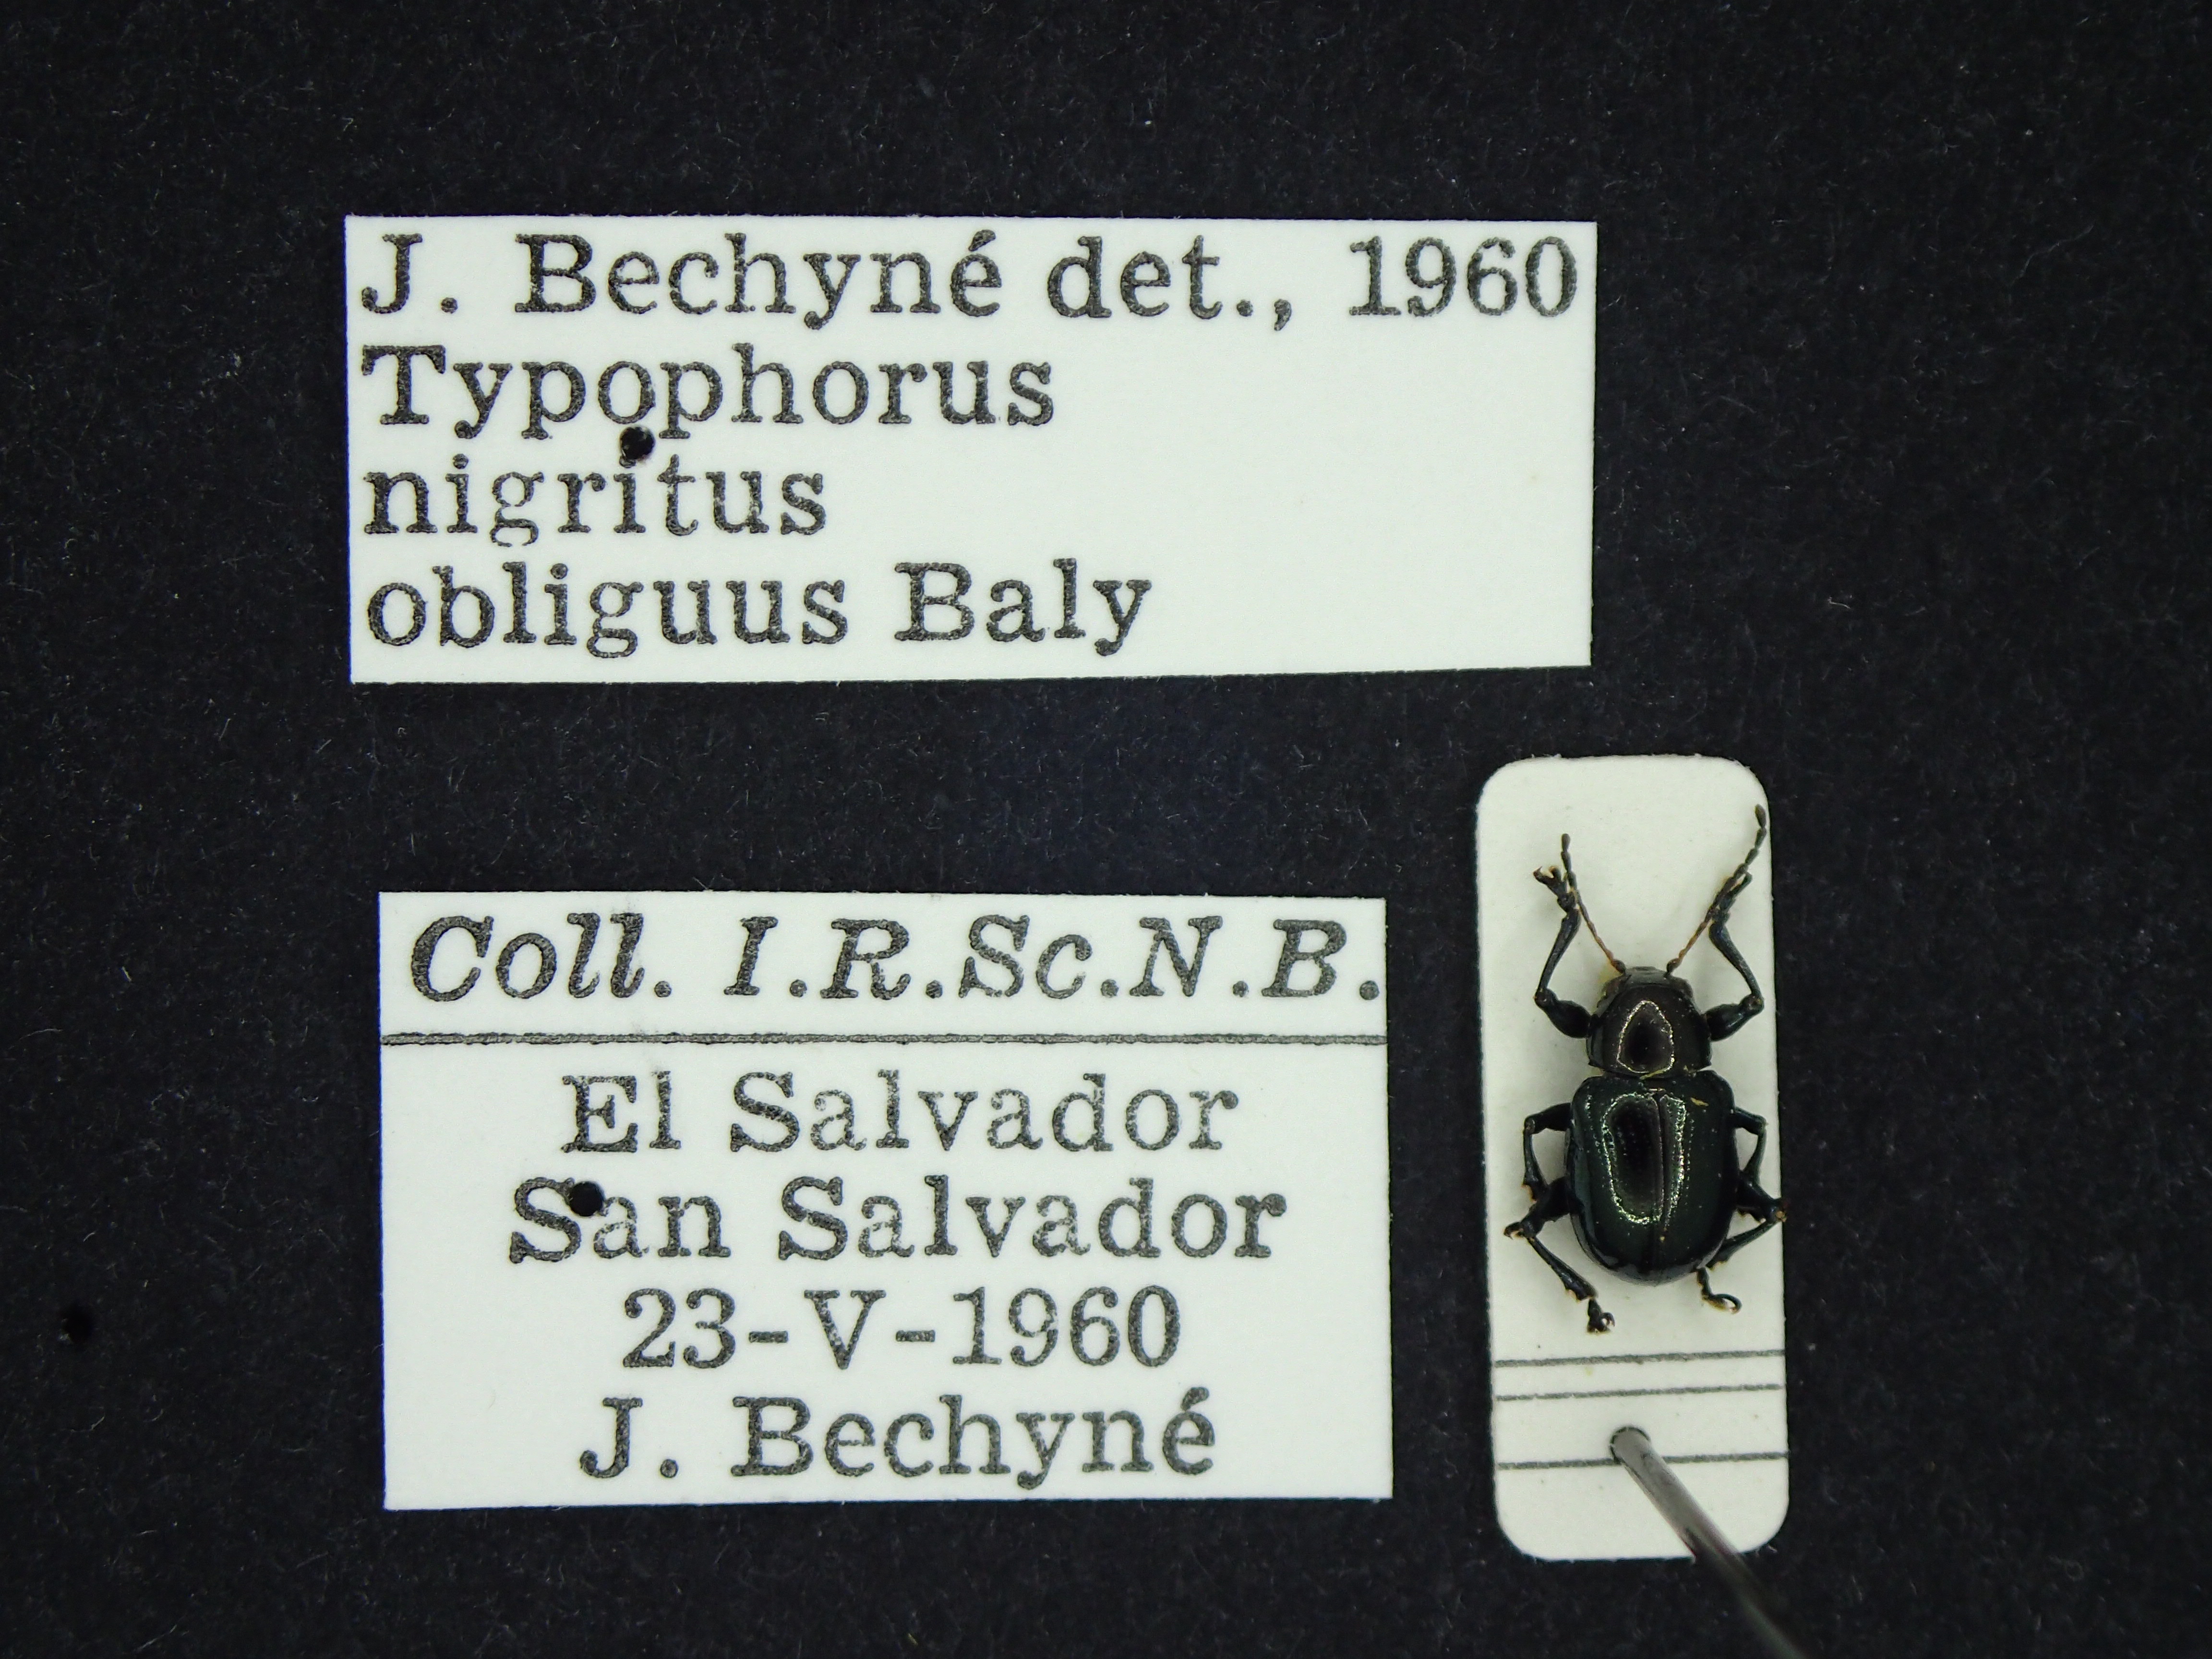 J. Bechyné det., 1960
Typophorus
nigritus
obliguus Baly
Coll. I.R.Sc.N.B.
El Salvador
San Salvador
23-V-1960
J. Bechyné